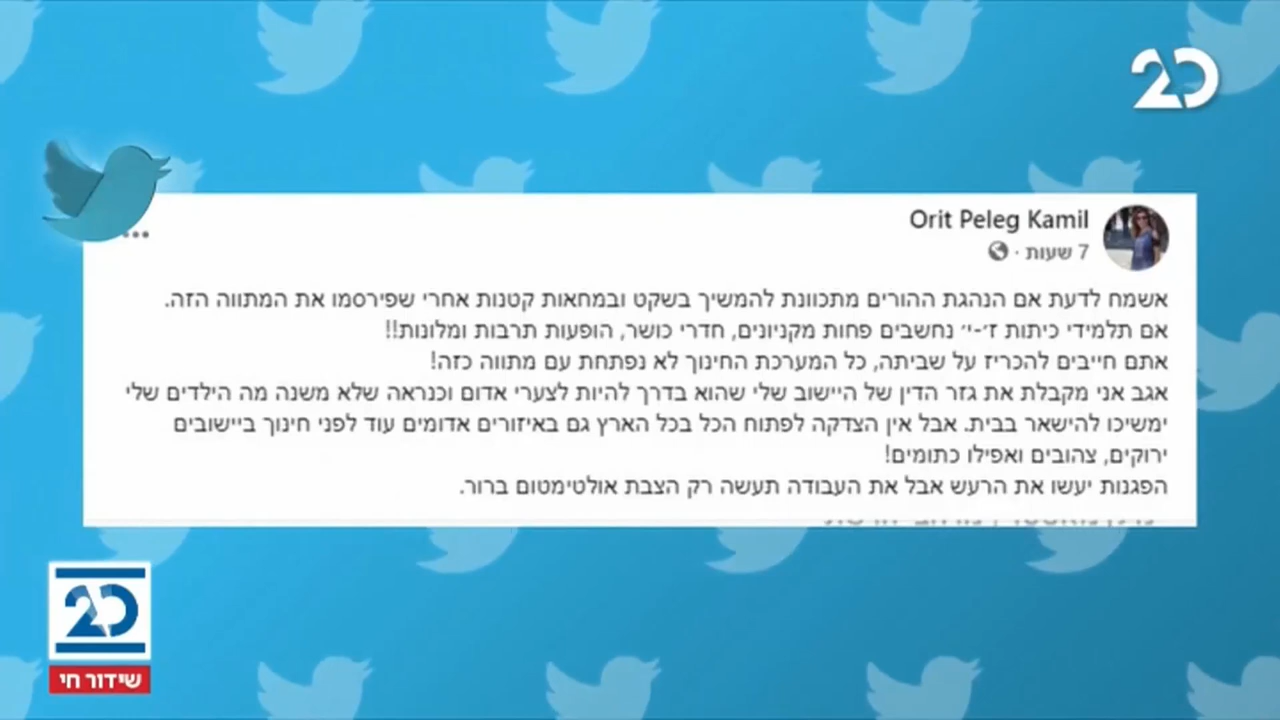 20
Orit Peleg Kamil
7 שעות ·
אשמח לדעת אם הנהגת ההורים מתכוונת להמשיך בשקט ובמחאות קטנות אחרי שפירסמו את המתווה הזה.
אם תלמידי כיתות ז׳-י׳ נחשבים פחות מקניונים, חדרי כושר, הופעות תרבות ומלונות!!
אתם חייבים להכריז על שביתה, כל המערכת החינוך לא נפתחת עם מתווה כזה!
אגב אני מקבלת את גזר הדין של היישוב שלי שהוא בדרך להיות לצערי אדום וכנראה שלא משנה מה הילדים שלי
ימשיכו להישאר בבית. אבל אין הצדקה לפתוח הכל בכל הארץ גם באיזורים אדומים עוד לפני חינוך ביישובים
ירוקים, צהובים ואפילו כתומים!
הפגנות יעשו את הרעש אבל את העבודה תעשה רק הצבת אולטימטום ברור.
20
שידור חי